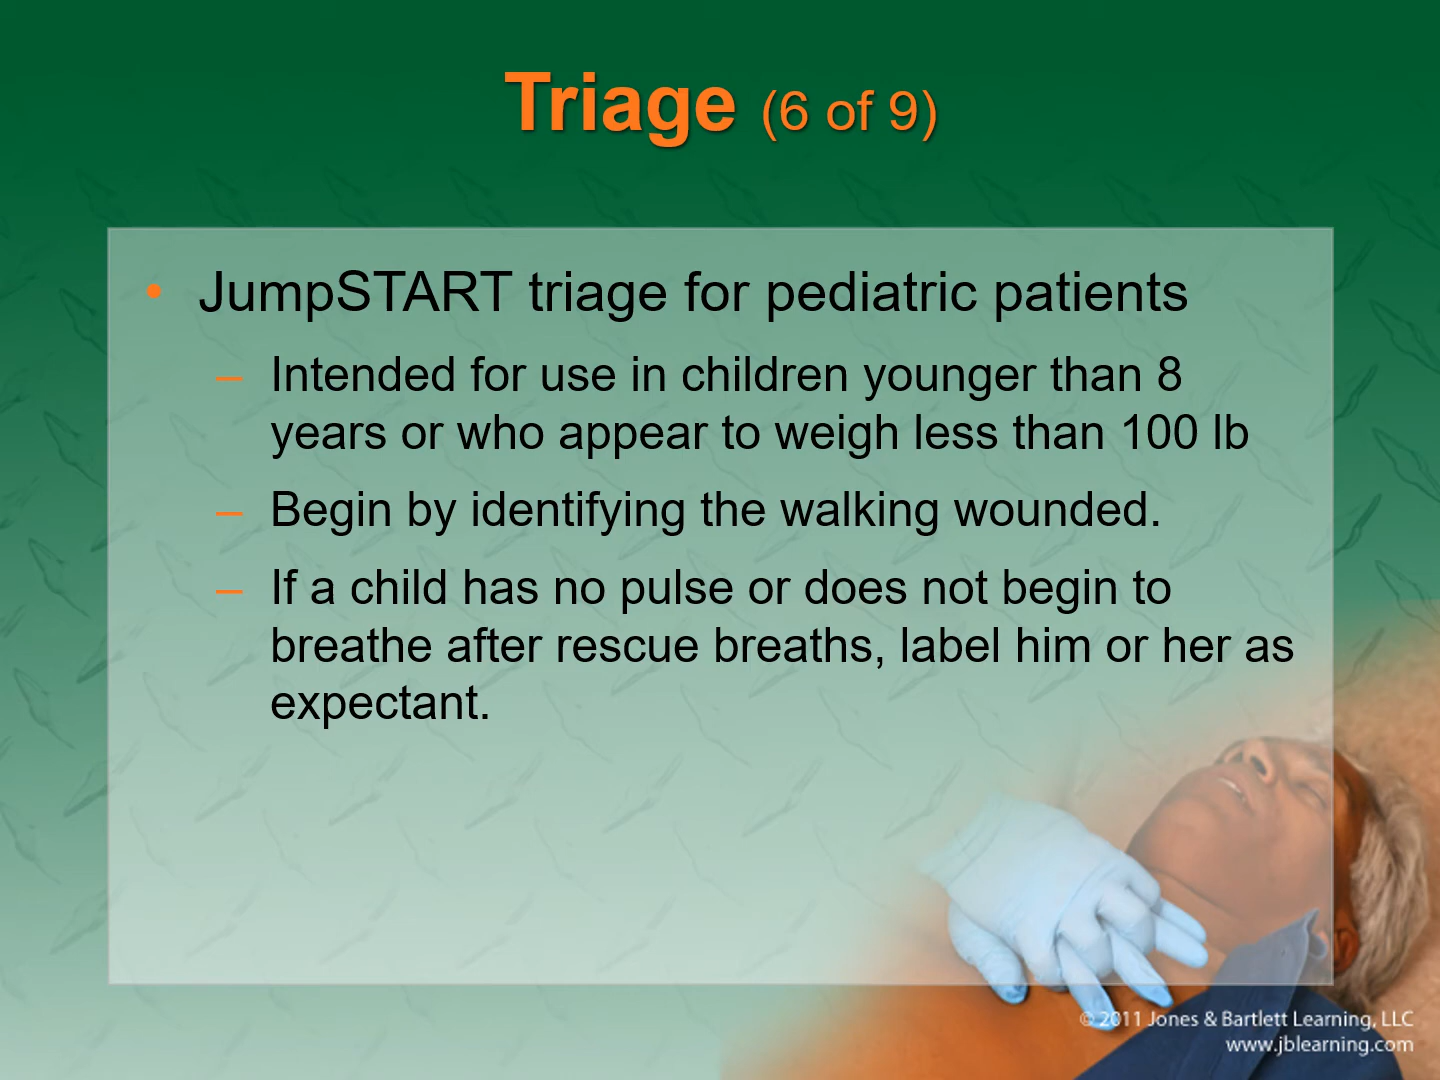 Triage (6 of 9)
• JumpSTART triage for pediatric patients
– Intended for use in children younger than 8
years or who appear to weigh less than 100 lb
– Begin by identifying the walking wounded.
– If a child has no pulse or does not begin to
breathe after rescue breaths, label him or her as
expectant.
© 2011 Jones & Bartlett Learning, LLC
www.jblearning.com